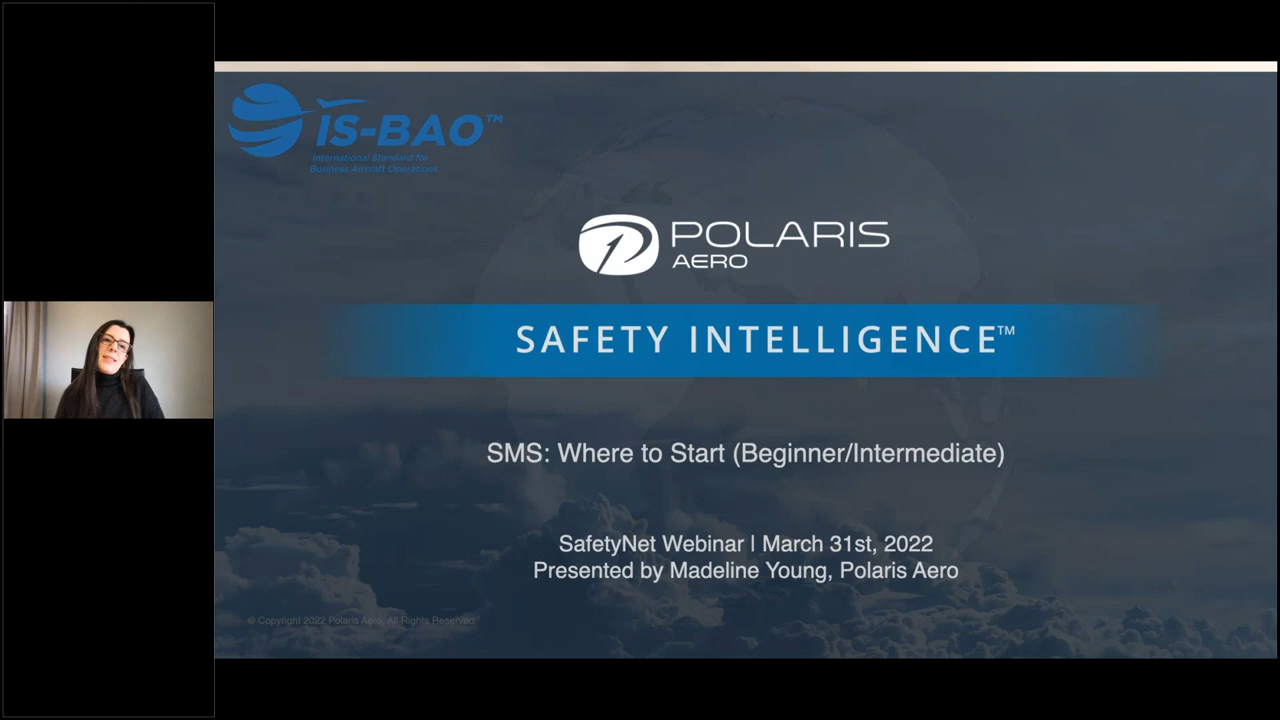 IS-BAO™
International Standard for
Business Aircraft Operations
POLARIS
AERO
SAFETY INTELLIGENCE™
SMS: Where to Start (Beginner/Intermediate)
SafetyNet Webinar | March 31st, 2022
Presented by Madeline Young, Polaris Aero
© Copyright 2022 Polaris Aero, All Rights Reserved